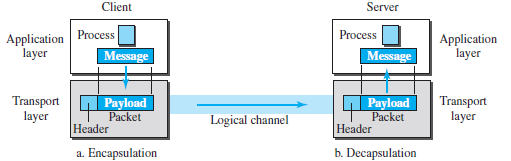 Client
Server
Application
layer
Process
Message
Process
Message
Application
layer
Transport
layer
Payload
Packet
Header
Logical channel
Payload
Packet
Header
Transport
layer
a. Encapsulation
b. Decapsulation